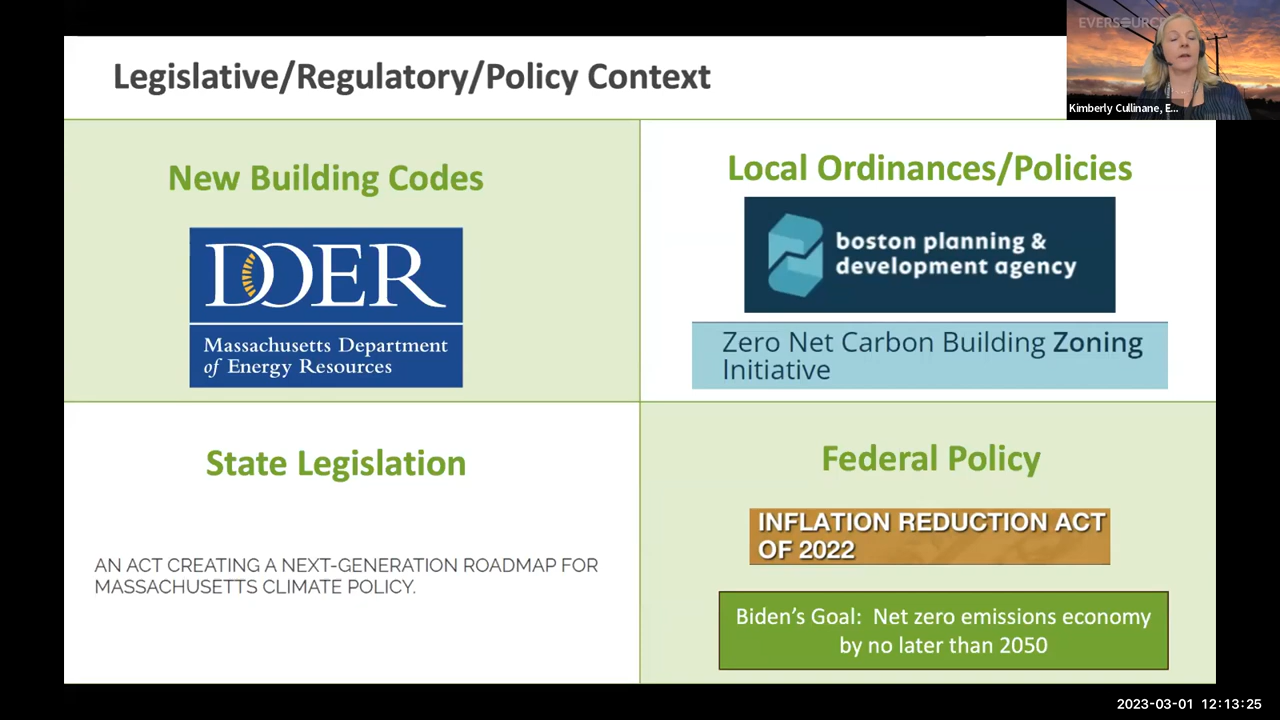 Legislative/Regulatory/Policy Context
EVERSOURCE
Kimberly Cullinane, E...
New Building Codes
DOER
Massachusetts Department
of Energy Resources
Local Ordinances/Policies
boston planning &
development agency
Zero Net Carbon Building Zoning
Initiative
State Legislation
AN ACT CREATING A NEXT-GENERATION ROADMAP FOR
MASSACHUSETTS CLIMATE POLICY.
Federal Policy
INFLATION REDUCTION ACT
OF 2022
Biden's Goal:  Net zero emissions economy
by no later than 2050
2023-03-01 12:13:25